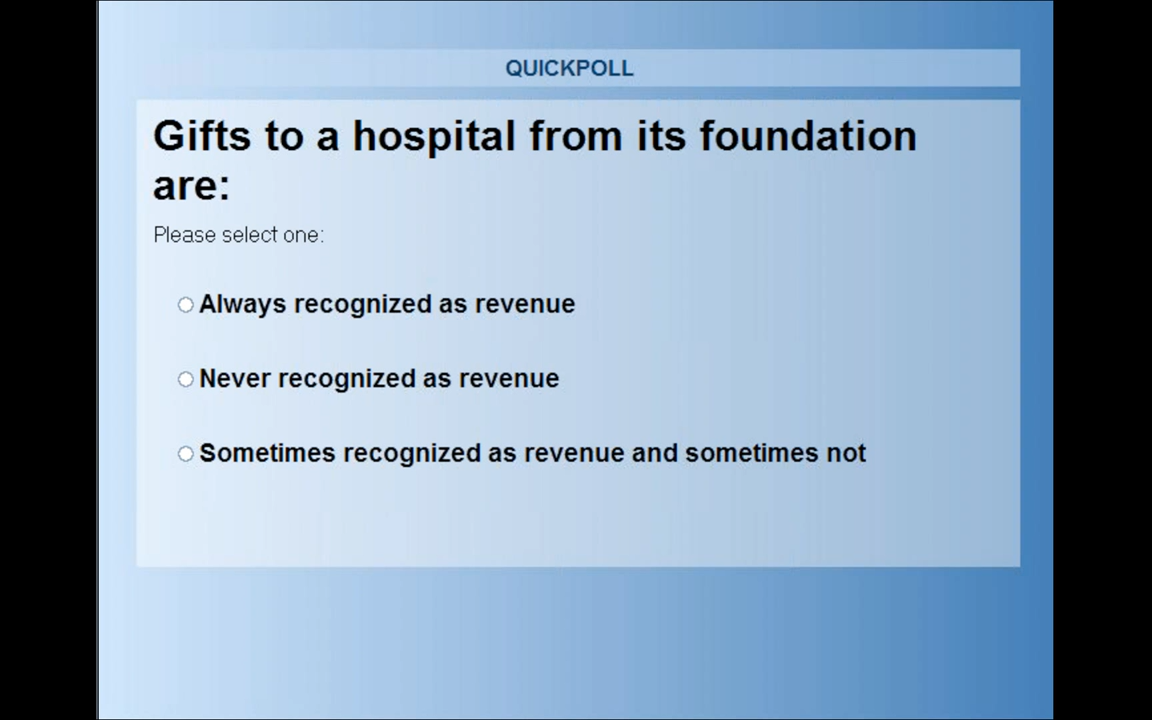 QUICKPOLL
Gifts to a hospital from its foundation
are:
Please select one:
Always recognized as revenue
Never recognized as revenue
Sometimes recognized as revenue and sometimes not